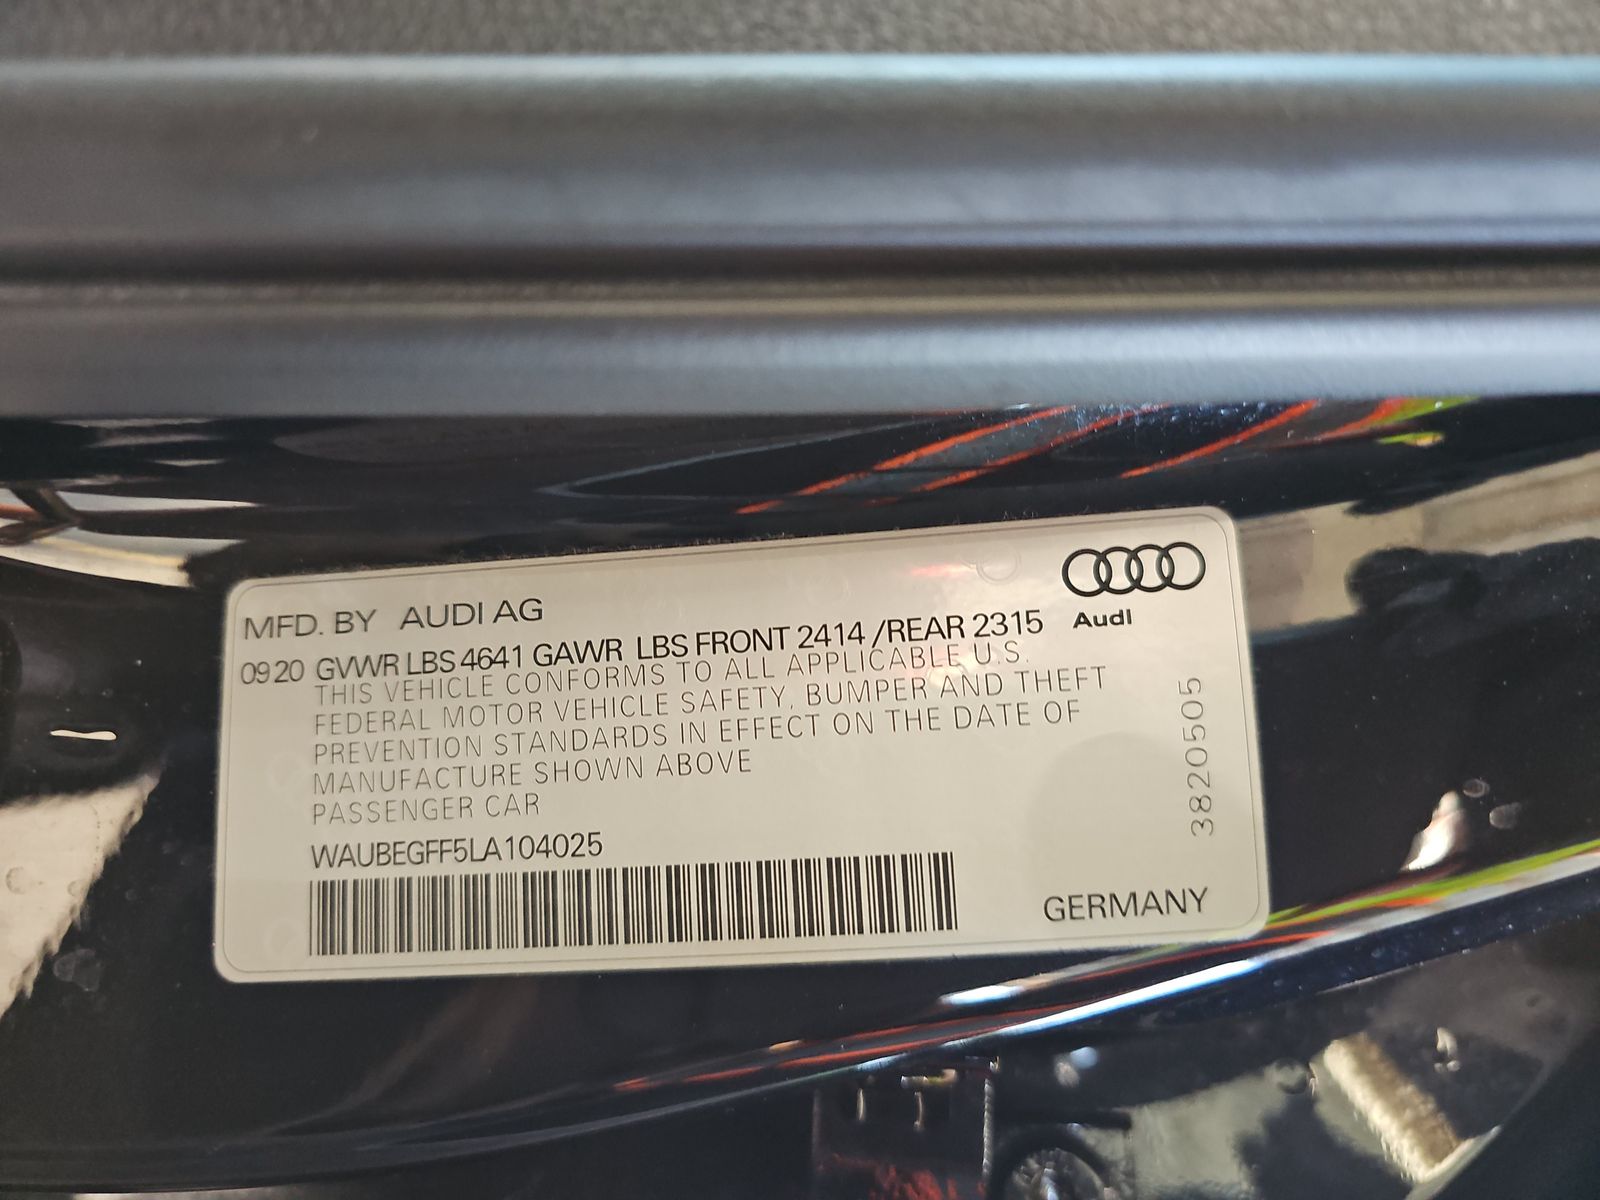 MFD. BY AUDI AG
Audi
09 20 GVWR LBS 4641 GAWR LBS FRONT 2414 /REAR 2315
THIS VEHICLE CONFORMS TO ALL APPLICABLE U.S.
FEDERAL MOTOR VEHICLE SAFETY, BUMPER AND THEFT
PREVENTION STANDARDS IN EFFECT ON THE DATE OF
MANUFACTURE SHOWN ABOVE
PASSENGER CAR
WAUBEGFF5LA104025
GERMANY
3820505